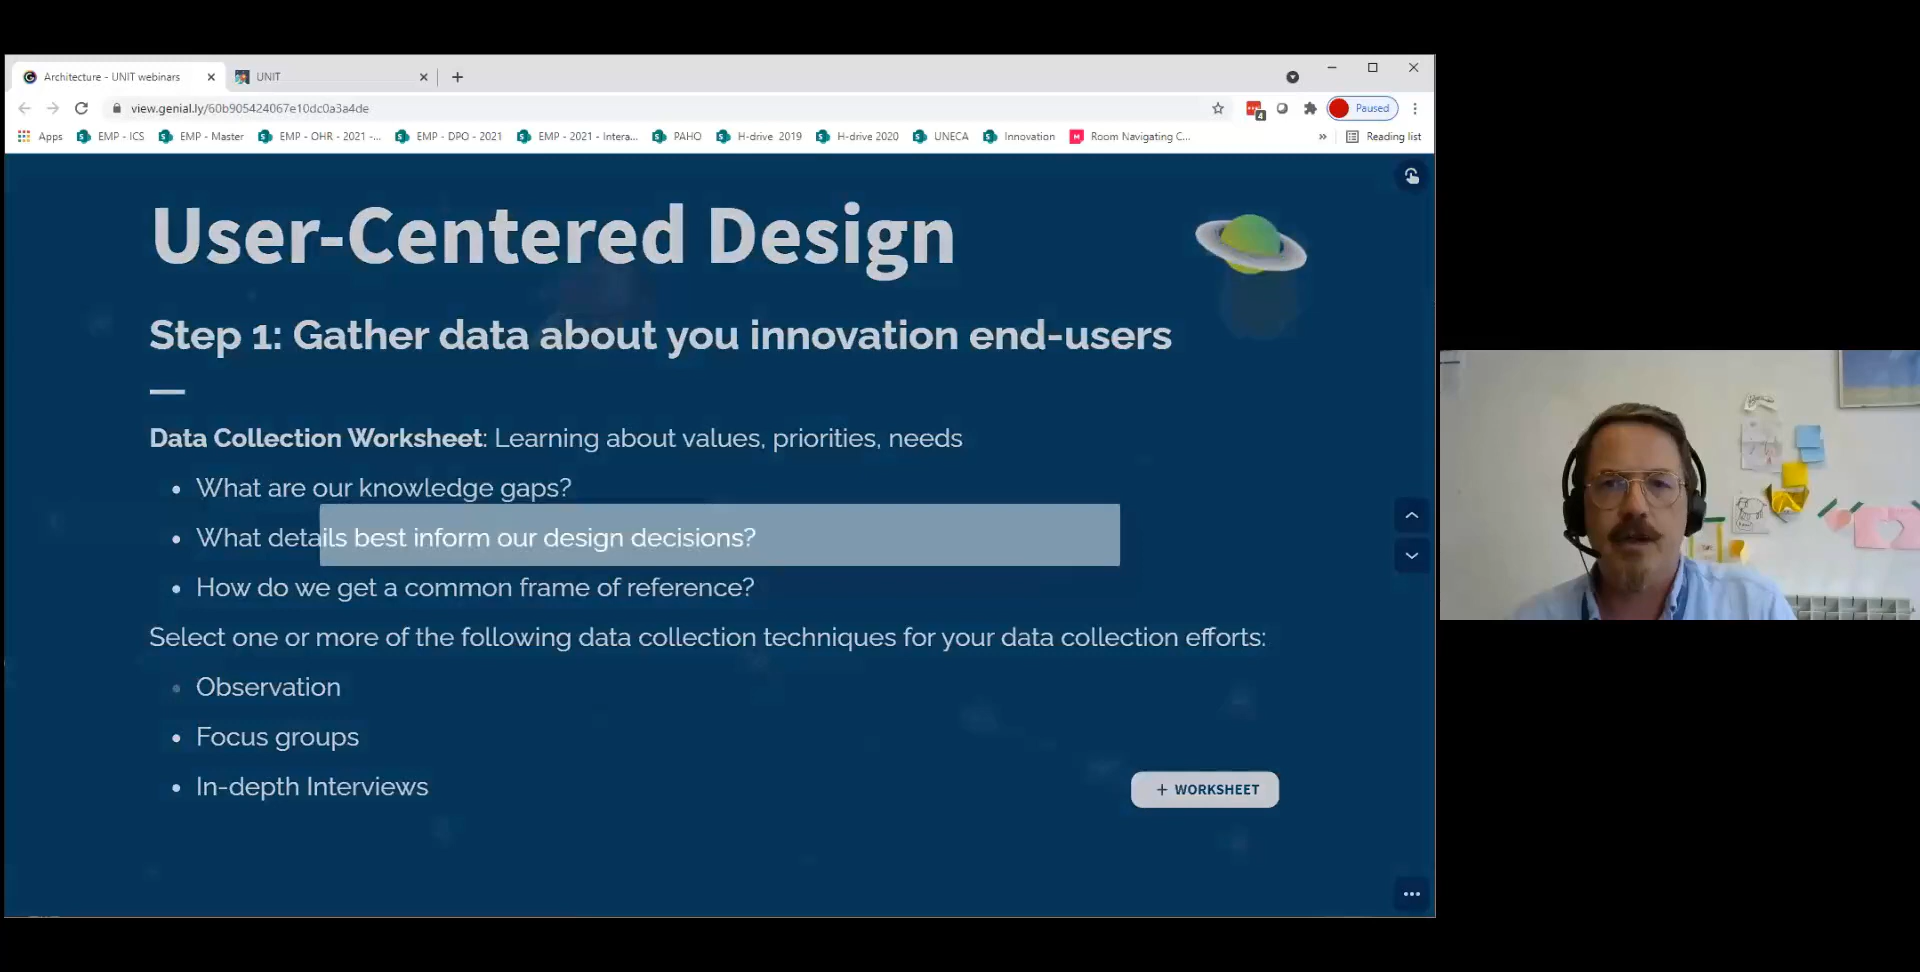 Architecture - UNIT webinars
UNIT
view.genial.ly/60b905424067e10dc0a3a4de
4
Paused
Apps
EMP - ICS
EMP - Master
EMP - OHR - 2021 -...
EMP - DPO - 2021
EMP - 2021 - Intera...
PAHO
H-drive 2019
H-drive 2020
UNECA
Innovation
Room Navigating C...
»
Reading list
User-Centered Design
Step 1: Gather data about you innovation end-users
Data Collection Worksheet: Learning about values, priorities, needs
• What are our knowledge gaps?
• What details best inform our design decisions?
• How do we get a common frame of reference?
Select one or more of the following data collection techniques for your data collection efforts:
• Observation
• Focus groups
• In-depth Interviews
+ WORKSHEET